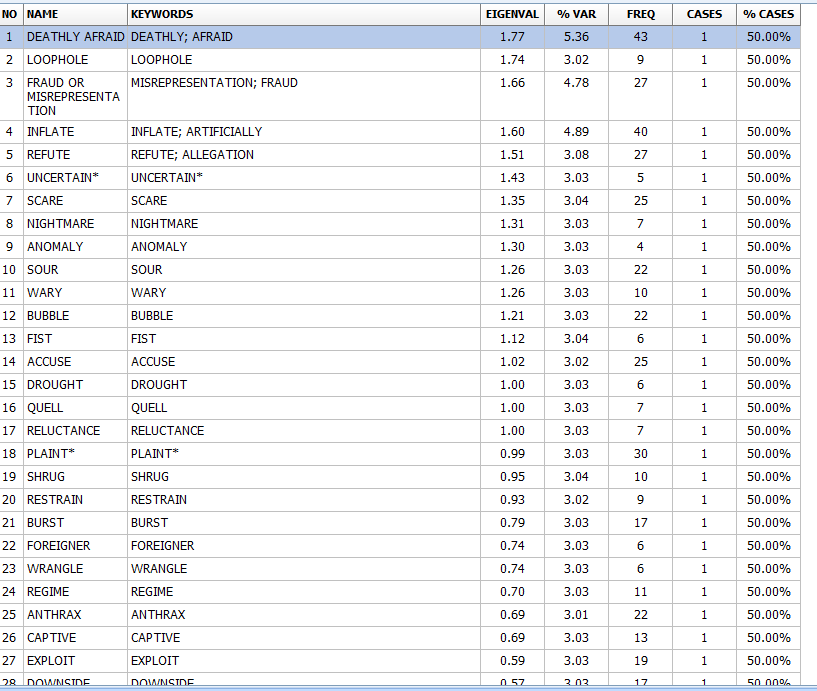 NO NAME KEYWORDS EIGENVAL % VAR FREQ CASES % CASES
1 DEATHLY AFRAID DEATHLY; AFRAID 1.77 5.36 43 1 50.00%
2 LOOPHOLE LOOPHOLE 1.74 3.02 9 1 50.00%
3 FRAUD OR MISREPRESENTATION; FRAUD 1.66 4.78 27 1 50.00%
MISREPRESENTA
TION
4 INFLATE INFLATE; ARTIFICIALLY 1.60 4.89 40 1 50.00%
5 REFUTE REFUTE; ALLEGATION 1.51 3.08 27 1 50.00%
6 UNCERTAIN* UNCERTAIN* 1.43 3.03 5 1 50.00%
7 SCARE SCARE 1.35 3.04 25 1 50.00%
8 NIGHTMARE NIGHTMARE 1.31 3.03 7 1 50.00%
9 ANOMALY ANOMALY 1.30 3.03 4 1 50.00%
10 SOUR SOUR 1.26 3.03 22 1 50.00%
11 WARY WARY 1.26 3.03 10 1 50.00%
12 BUBBLE BUBBLE 1.21 3.03 22 1 50.00%
13 FIST FIST 1.12 3.04 6 1 50.00%
14 ACCUSE ACCUSE 1.02 3.02 25 1 50.00%
15 DROUGHT DROUGHT 1.00 3.03 6 1 50.00%
16 QUELL QUELL 1.00 3.03 7 1 50.00%
17 RELUCTANCE RELUCTANCE 1.00 3.03 7 1 50.00%
18 PLAINT* PLAINT* 0.99 3.03 30 1 50.00%
19 SHRUG SHRUG 0.95 3.04 10 1 50.00%
20 RESTRAIN RESTRAIN 0.93 3.02 9 1 50.00%
21 BURST BURST 0.79 3.03 17 1 50.00%
22 FOREIGNER FOREIGNER 0.74 3.03 6 1 50.00%
23 WRANGLE WRANGLE 0.74 3.03 6 1 50.00%
24 REGIME REGIME 0.70 3.03 11 1 50.00%
25 ANTHRAX ANTHRAX 0.69 3.01 22 1 50.00%
26 CAPTIVE CAPTIVE 0.69 3.03 13 1 50.00%
27 EXPLOIT EXPLOIT 0.59 3.03 19 1 50.00%
28 DOWNSIDE DOWNSIDE 0.57 3.03 17 1 50.00%